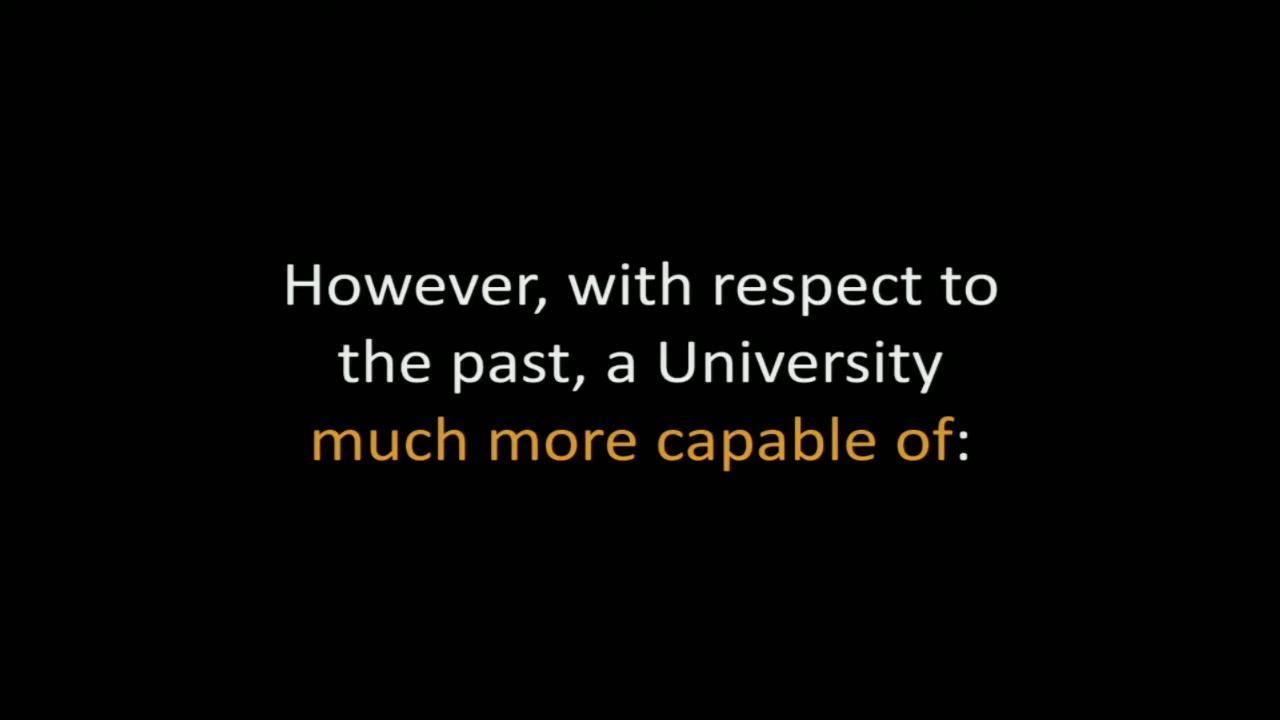 However, with respect to
the past, a University
much more capable of: